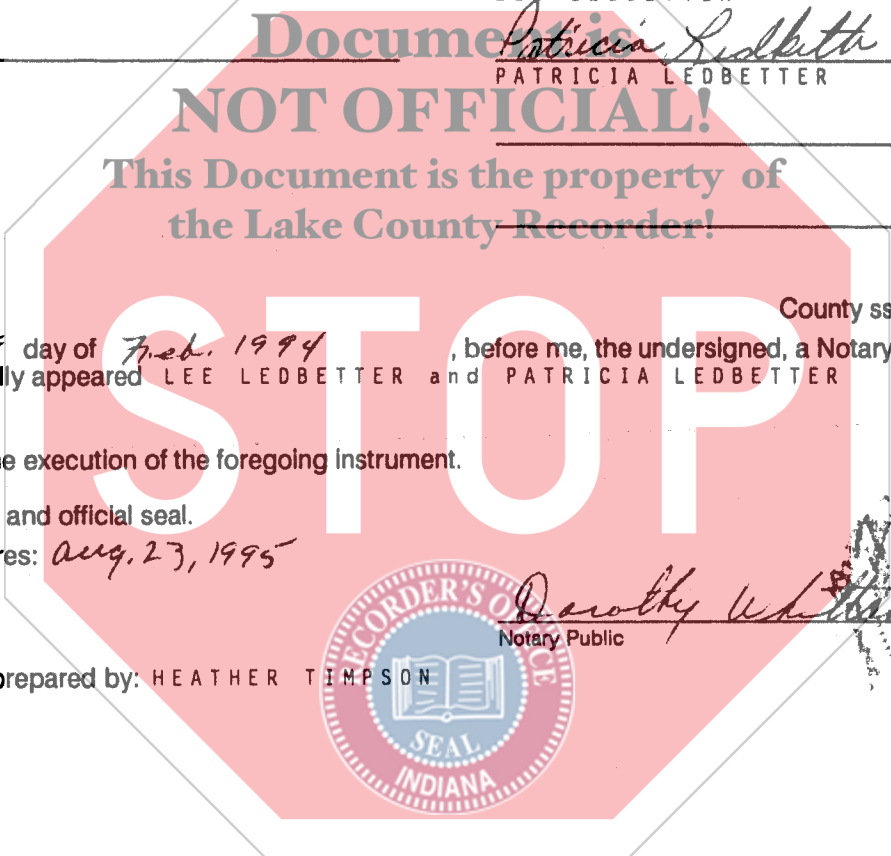 Document is
Patricia Ledbetter
PATRICIA LEDBETTER
NOT OFFICIAL!
This Document is the property of
the Lake County Recorder!
STOP
County ss
day of Feb. 1994, before me, the undersigned, a Notary
lly appeared LEE LEDBETTER and PATRICIA LEDBETTER
e execution of the foregoing instrument.
and official seal.
res: Aug. 23, 1995
Dorothy
Notary Public
prepared by: HEATHER TIMPSON
RECORDER'S OFFICE
SEAL
INDIANA